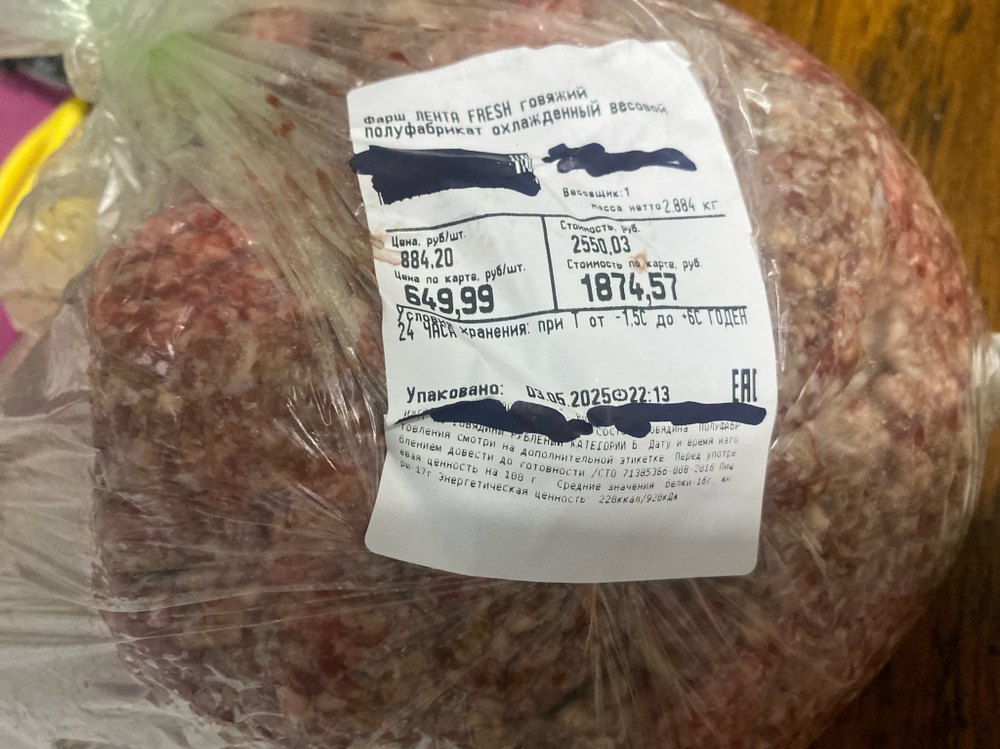 фарш ЛЕНТА FRESH говяжий
полуфабрикат охлажденный весовой
Весовщик:1
Масса нетто 2,884 кг
Цена, руб/шт.
884.20
Цена по карте, руб/шт.
649,99
Стоимость, руб.
2550,03
Стоимость по карте, руб.
1874,57
Условия
24 ЧАСА хранения: при Т от -1.5С до +6С ГОДЕН
Упаковано: 03.05.2025 22:13
EAC
говядина ПОЛУФАБР
ГОВЯДИНА РУБЛЕНЫЙ КАТЕГОРИИ Б Дату и время изго
товления смотри на дополнительной этикетке Перед употре
блением довести до готовности /СТО 71385386-008-2016 Пищ
евая ценность на 100 г Средние значения белки-16г, жи
ры-17г Энергетическая ценность 220ккал/920кДж